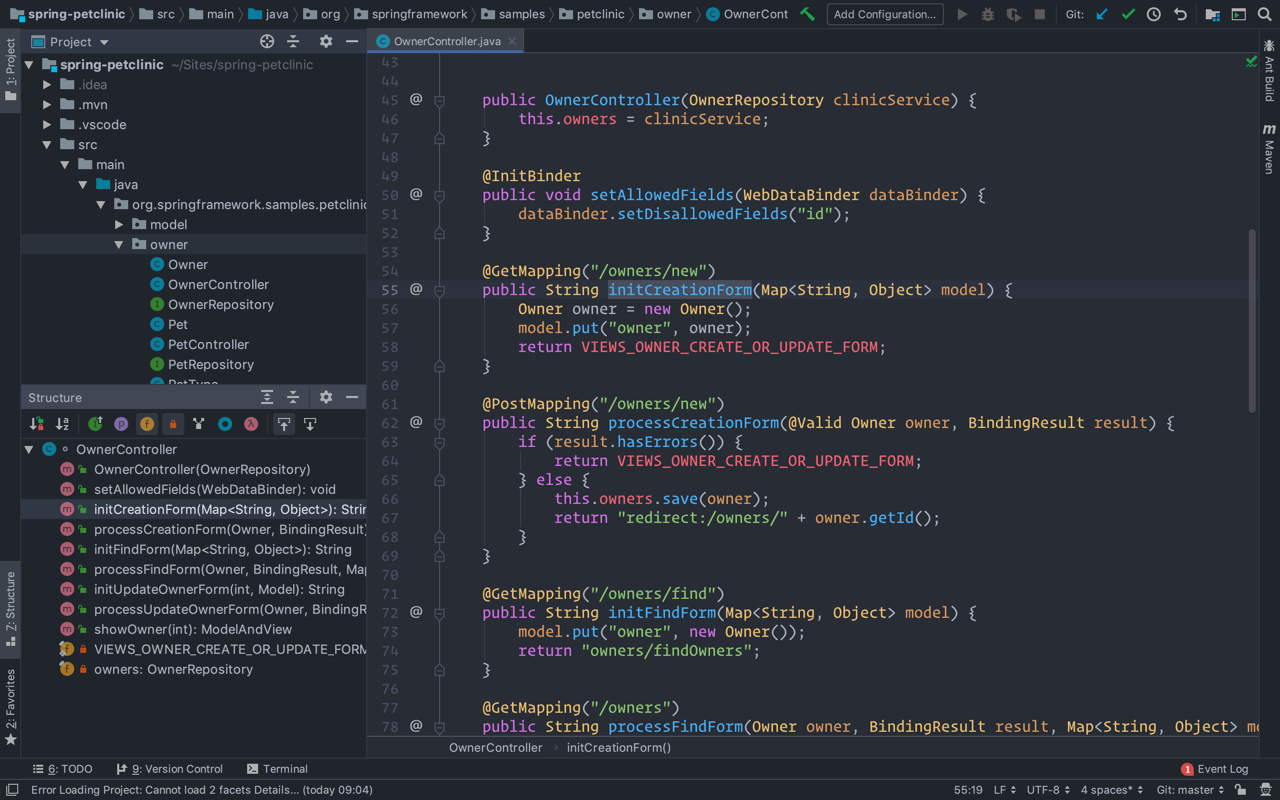 spring-petclinic › src › main › java › org › springframework › samples › petclinic › owner › OwnerCont
Add Configuration...
Git:
1: Project
Project
spring-petclinic ~/Sites/spring-petclinic
.idea
.mvn
.vscode
src
main
java
org.springframework.samples.petclinic
model
owner
Owner
OwnerController
OwnerRepository
Pet
PetController
PetRepository
PetType
Structure
OwnerController
OwnerController(OwnerRepository)
setAllowedFields(WebDataBinder): void
initCreationForm(Map<String, Object>): Strin
processCreationForm(Owner, BindingResult)
initFindForm(Map<String, Object>): String
processFindForm(Owner, BindingResult, Map
initUpdateOwnerForm(int, Model): String
processUpdateOwnerForm(Owner, BindingR
showOwner(int): ModelAndView
VIEWS_OWNER_CREATE_OR_UPDATE_FORM
owners: OwnerRepository
Z: Structure
2: Favorites
OwnerController.java
43
44
45 @ public OwnerController(OwnerRepository clinicService) {
46 this.owners = clinicService;
47 }
48
49 @InitBinder
50 @ public void setAllowedFields(WebDataBinder dataBinder) {
51 dataBinder.setDisallowedFields("id");
52 }
53
54 @GetMapping("/owners/new")
55 @ public String initCreationForm(Map<String, Object> model) {
56 Owner owner = new Owner();
57 model.put("owner", owner);
58 return VIEWS_OWNER_CREATE_OR_UPDATE_FORM;
59 }
60
61 @PostMapping("/owners/new")
62 @ public String processCreationForm(@Valid Owner owner, BindingResult result) {
63 if (result.hasErrors()) {
64 return VIEWS_OWNER_CREATE_OR_UPDATE_FORM;
65 } else {
66 this.owners.save(owner);
67 return "redirect:/owners/" + owner.getId();
68 }
69 }
70
71 @GetMapping("/owners/find")
72 @ public String initFindForm(Map<String, Object> model) {
73 model.put("owner", new Owner());
74 return "owners/findOwners";
75 }
76
77 @GetMapping("/owners")
78 @ public String processFindForm(Owner owner, BindingResult result, Map<String, Object> mo
OwnerController › initCreationForm()
Ant Build
m Maven
6: TODO
9: Version Control
Terminal
1 Event Log
Error Loading Project: Cannot load 2 facets Details... (today 09:04)
55:19 LF UTF-8 4 spaces* Git: master